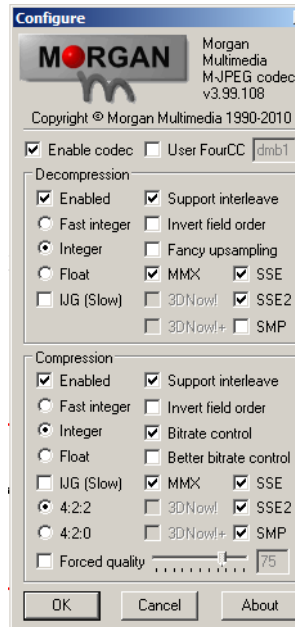 Configure
MORGAN
m
Morgan
Multimedia
M-JPEG codec
v3.99.108
Copyright © Morgan Multimedia 1990-2010
Enable codec User FourCC dmb1
Decompression
Enabled Support interleave
Fast integer Invert field order
Integer Fancy upsampling
Float MMX SSE
IJG (Slow) 3DNow! SSE2
3DNow!+ SMP
Compression
Enabled Support interleave
Fast integer Invert field order
Integer Bitrate control
Float Better bitrate control
IJG (Slow) MMX SSE
4:2:2 3DNow! SSE2
4:2:0 3DNow!+ SMP
Forced quality 75
OK Cancel About